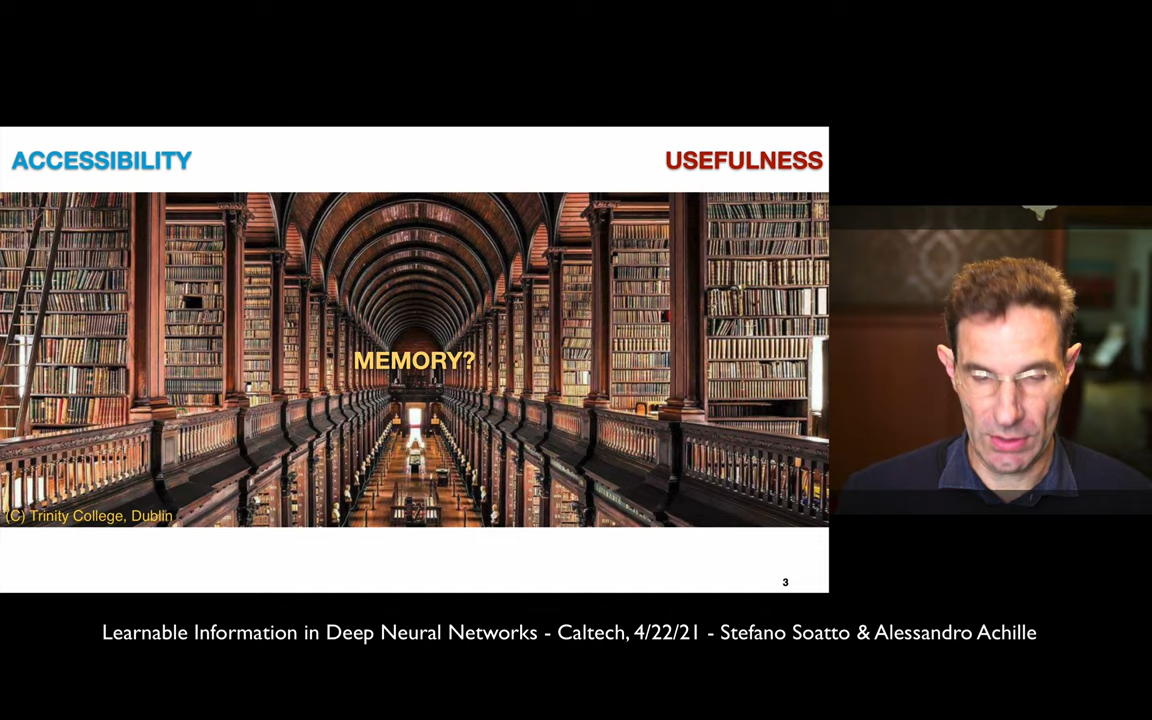 ACCESSIBILITY
USEFULNESS
MEMORY?
(C) Trinity College, Dublin
3
Learnable Information in Deep Neural Networks - Caltech, 4/22/21 - Stefano Soatto & Alessandro Achille